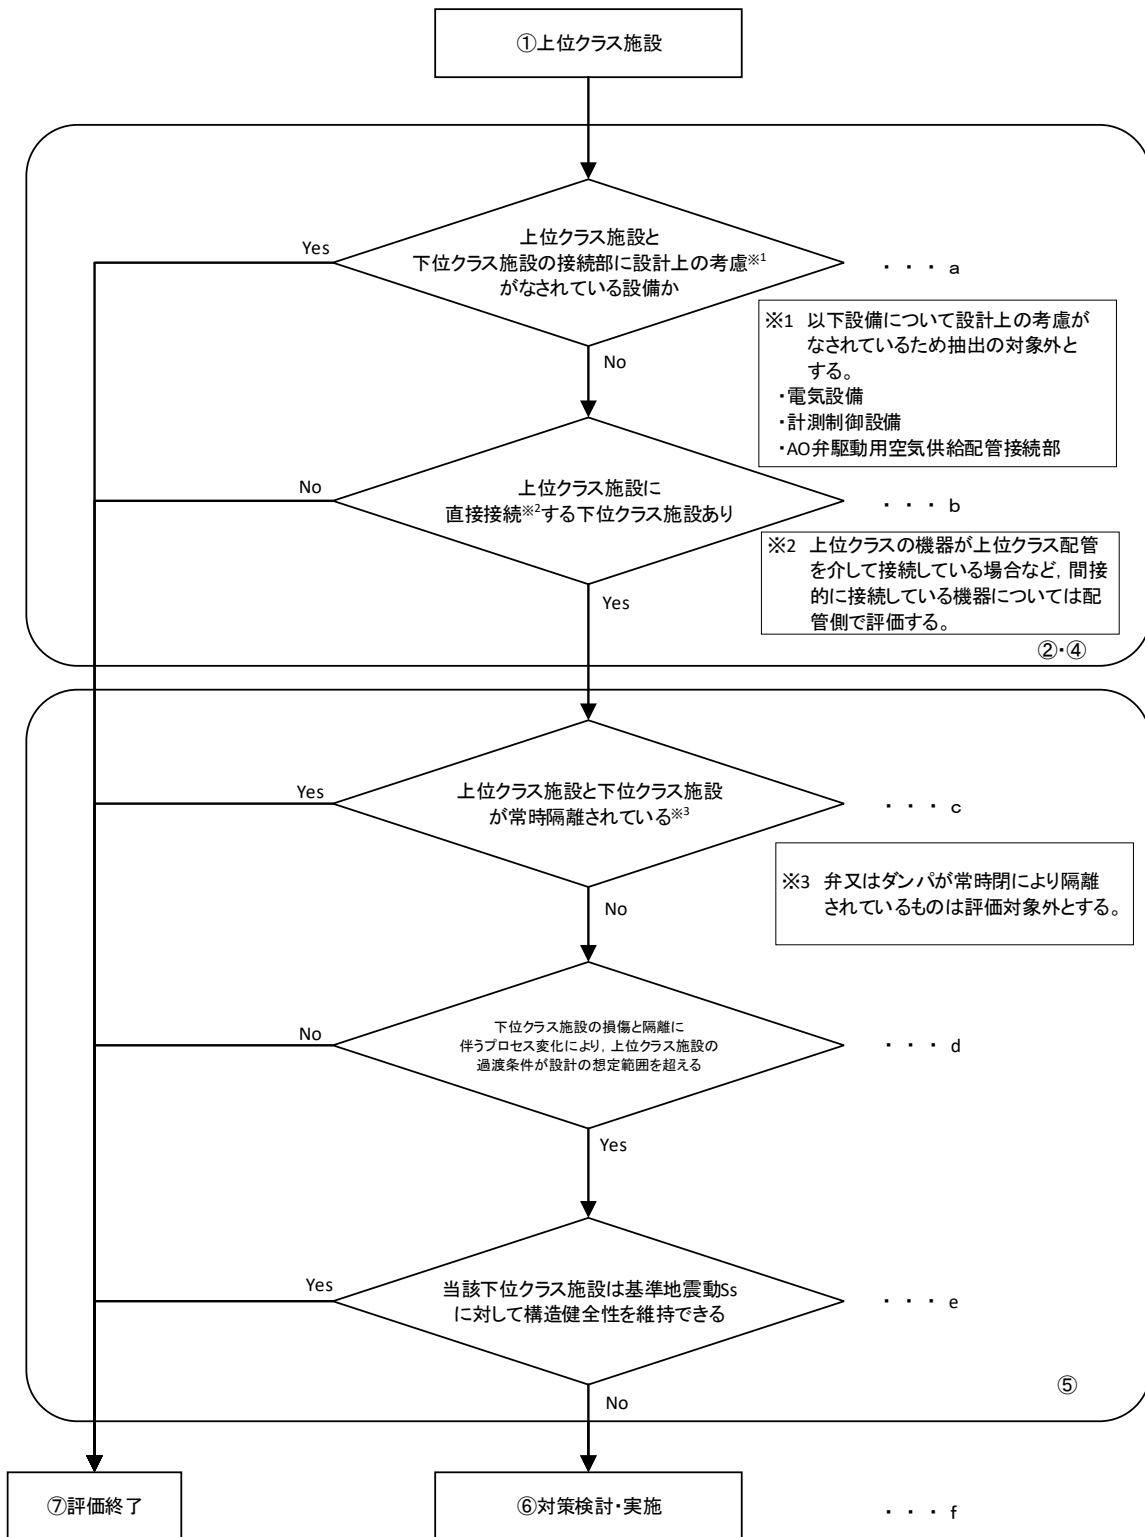 ①上位クラス施設
上位クラス施設と
下位クラス施設の接続部に設計上の考慮※1
がなされている設備か
Yes
・・・a
※1 以下設備について設計上の考慮が
なされているため抽出の対象外と
する。
・電気設備
・計測制御設備
・AO弁駆動用空気供給配管接続部
No
上位クラス施設に
直接接続※2する下位クラス施設あり
No
・・・b
※2 上位クラスの機器が上位クラス配管
を介して接続している場合など，間接
的に接続している機器については配
管側で評価する。
Yes
②・④
上位クラス施設と下位クラス施設
が常時隔離されている※3
Yes
・・・c
※3 弁又はダンパが常時閉により隔離
されているものは評価対象外とする。
No
下位クラス施設の損傷と隔離に
伴うプロセス変化により，上位クラス施設の
過渡条件が設計の想定範囲を超える
No
・・・d
Yes
当該下位クラス施設は基準地震動Ss
に対して構造健全性を維持できる
Yes
・・・e
⑤
No
⑦評価終了
⑥対策検討・実施
・・・f